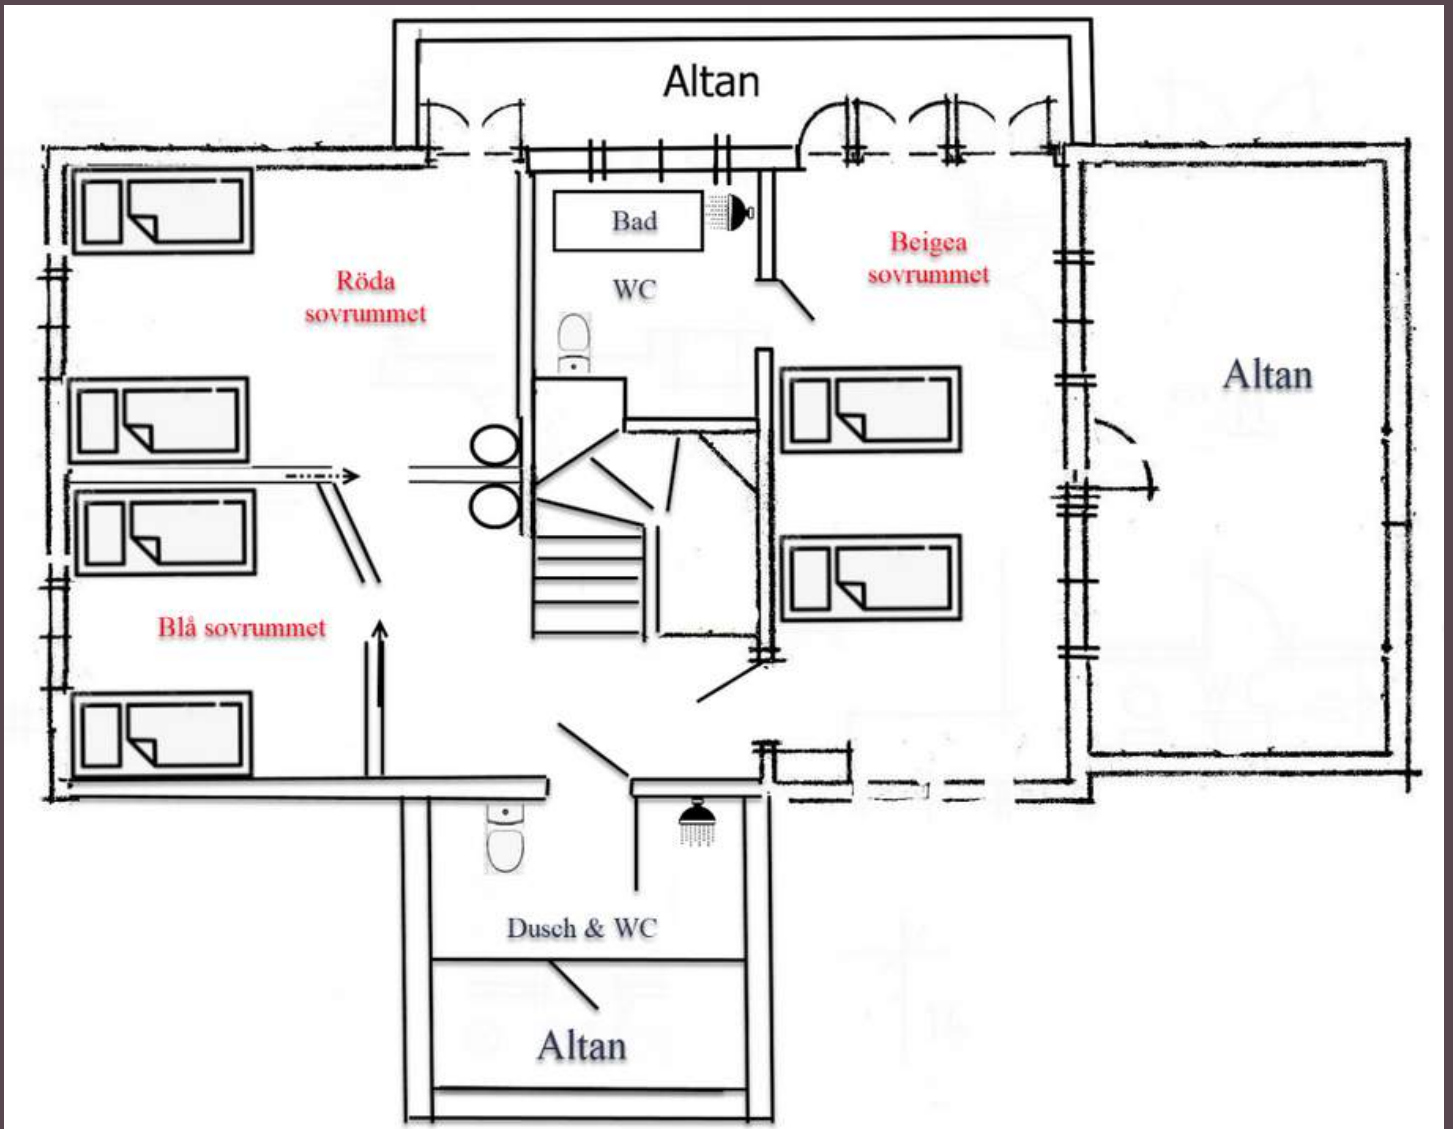 Altan
Bad
Röda
sovrummet
WC
Beigea
sovrummet
Altan
Blå sovrummet
Dusch & WC
Altan